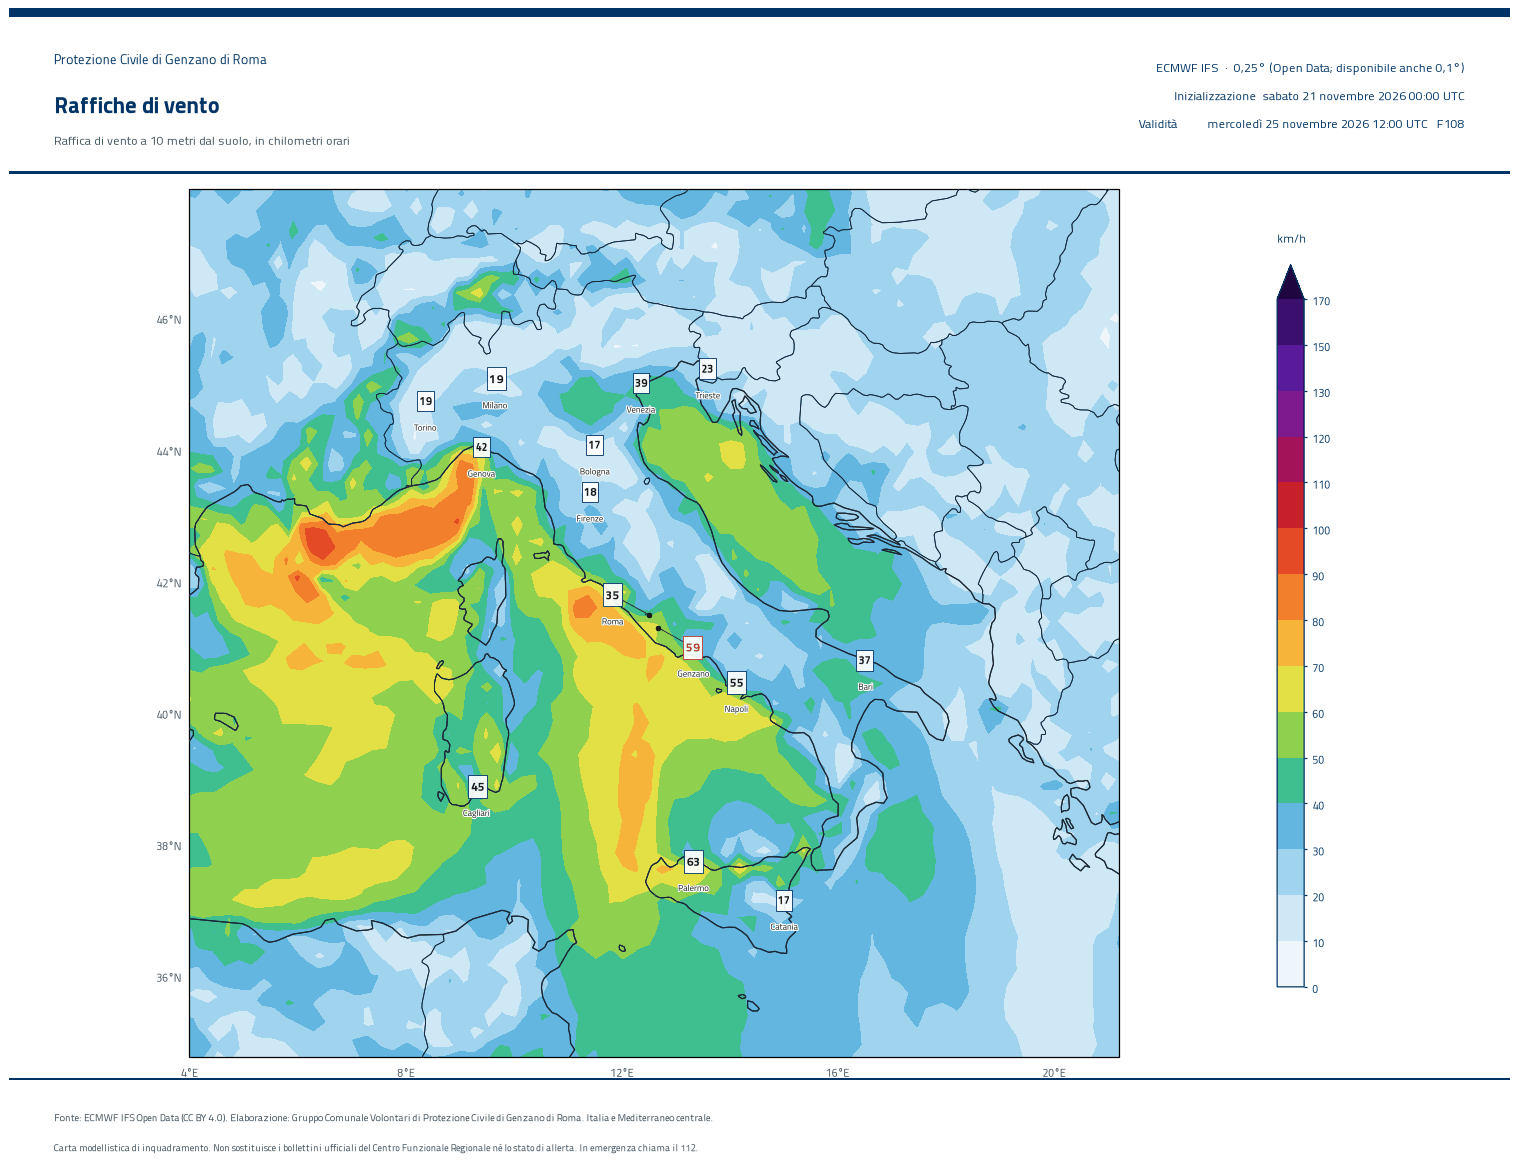 Protezione Civile di Genzano di Roma
Raffiche di vento
Raffica di vento a 10 metri dal suolo, in chilometri orari
ECMWF IFS · 0,25° (Open Data; disponibile anche 0,1°)
Inizializzazione sabato 21 novembre 2026 00:00 UTC
Validità mercoledì 25 novembre 2026 12:00 UTC F108
km/h
170
150
130
120
110
100
90
80
70
60
50
40
30
20
10
0
46°N
44°N
42°N
40°N
38°N
36°N
4°E
8°E
12°E
16°E
20°E
23
Trieste
39
Venezia
19
Milano
19
Torino
42
Genova
17
Bologna
18
Firenze
35
Roma
59
Genzano
55
Napoli
37
Bari
45
Cagliari
63
Palermo
17
Catania
Fonte: ECMWF IFS Open Data (CC BY 4.0). Elaborazione: Gruppo Comunale Volontari di Protezione Civile di Genzano di Roma. Italia e Mediterraneo centrale.
Carta modellistica di inquadramento. Non sostituisce i bollettini ufficiali del Centro Funzionale Regionale né lo stato di allerta. In emergenza chiama il 112.